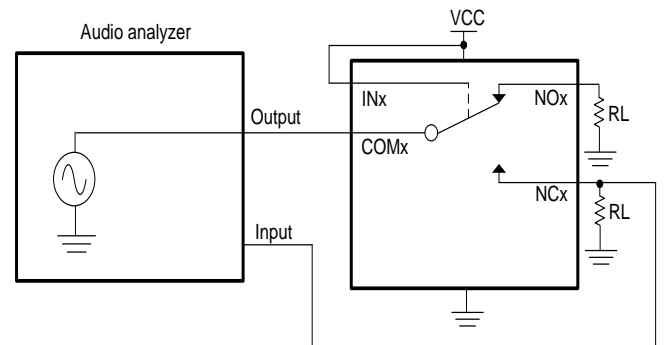 VCC
Audio analyzer
INx
NOx
RL
Output
COMx
NCx
RL
Input